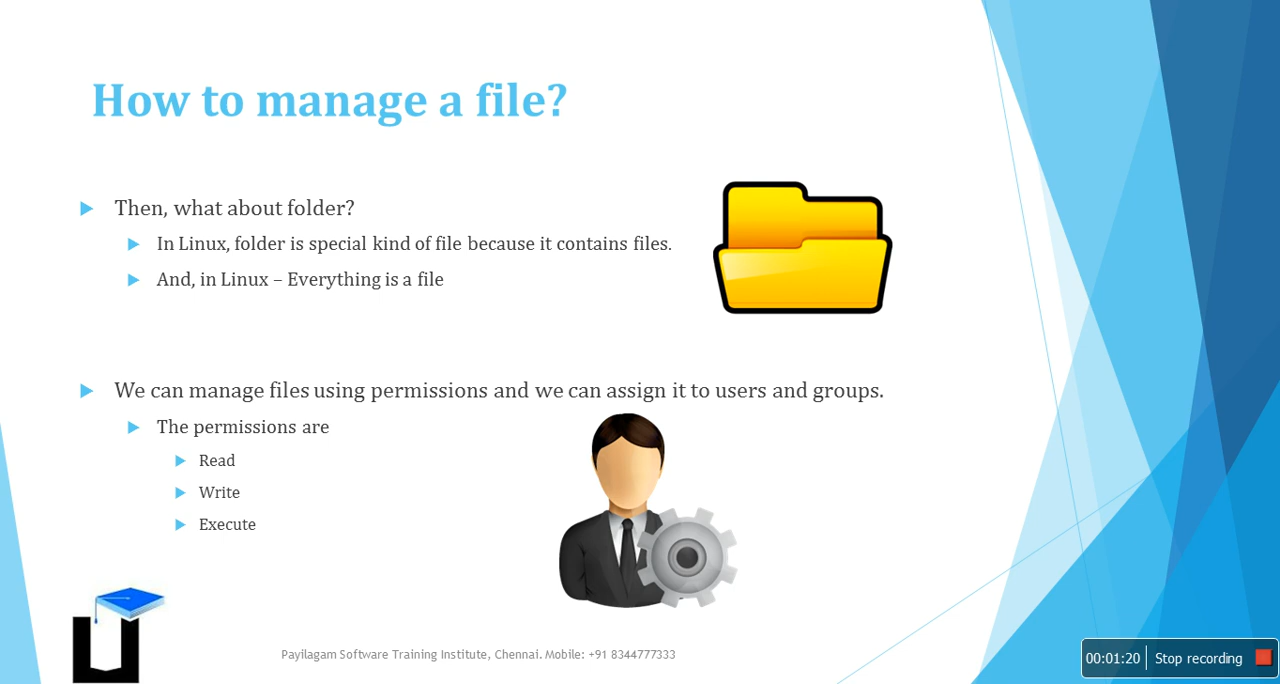 How to manage a file?
Then, what about folder?
In Linux, folder is special kind of file because it contains files.
And, in Linux – Everything is a file
We can manage files using permissions and we can assign it to users and groups.
The permissions are
Read
Write
Execute
Payilagam Software Training Institute, Chennai. Mobile: +91 8344777333
00:01:20 Stop recording